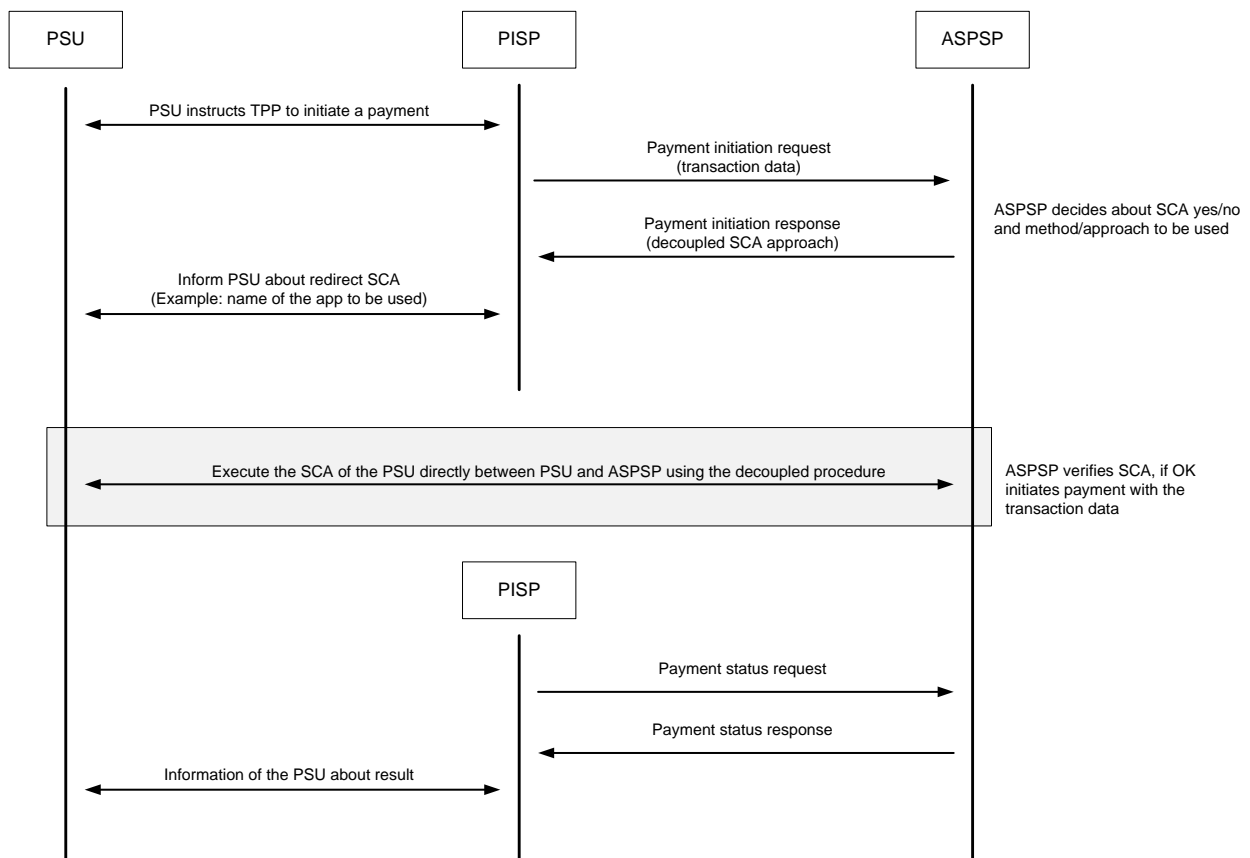 PSU
PISP
ASPSP
PSU instructs TPP to initiate a payment
Payment initiation request
(transaction data)
ASPSP decides about SCA yes/no
and method/approach to be used
Payment initiation response
(decoupled SCA approach)
Inform PSU about redirect SCA
(Example: name of the app to be used)
Execute the SCA of the PSU directly between PSU and ASPSP using the decoupled procedure
ASPSP verifies SCA, if OK
initiates payment with the
transaction data
PISP
Payment status request
Payment status response
Information of the PSU about result